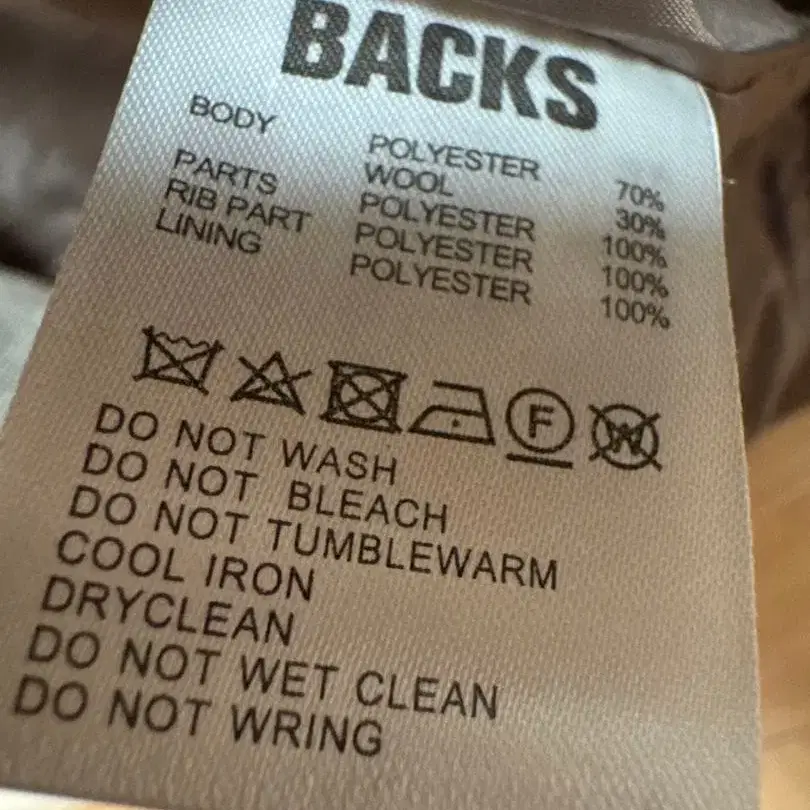 BACKS
BODY POLYESTER 70%
WOOL 30%
PARTS POLYESTER 100%
RIB PART POLYESTER 100%
LINING POLYESTER 100%
F W
DO NOT WASH
DO NOT BLEACH
DO NOT TUMBLEWARM
COOL IRON
DRYCLEAN
DO NOT WET CLEAN
DO NOT WRING